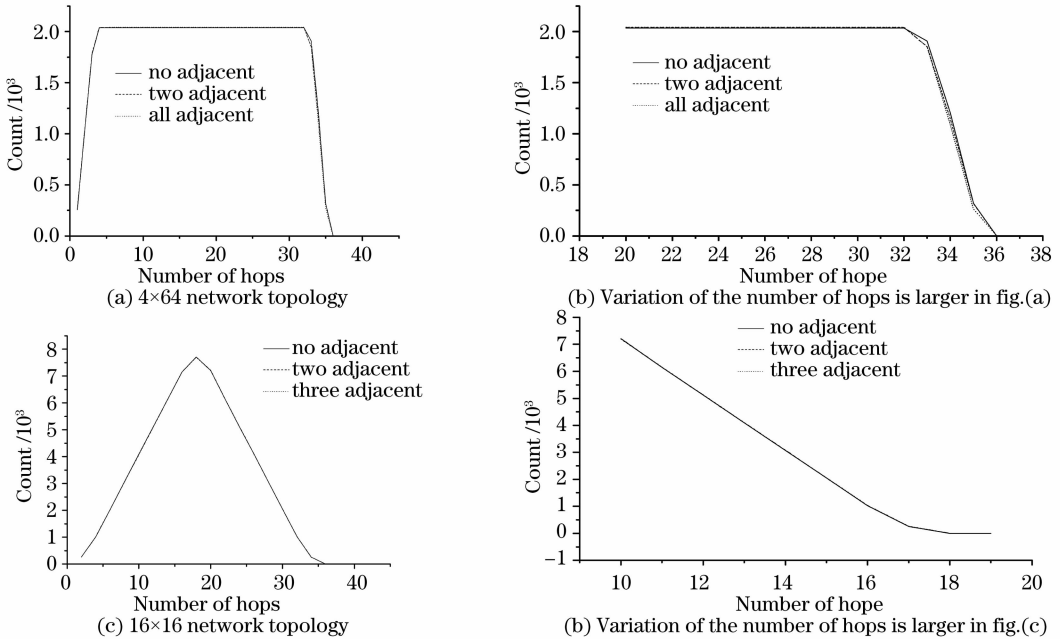 2.0
1.5
1.0
0.5
0.0
Count /10³
no adjacent
two adjacent
all adjacent
0 10 20 30 40
Number of hops
(a) 4×64 network topology
2.0
1.5
1.0
0.5
0.0
Count /10³
no adjacent
two adjacent
all adjacent
18 20 22 24 26 28 30 32 34 36 38
Number of hope
(b) Variation of the number of hops is larger in fig.(a)
8
7
6
5
4
3
2
1
0
Count /10³
no adjacent
two adjacent
three adjacent
0 10 20 30 40
Number of hops
(c) 16×16 network topology
8
7
6
5
4
3
2
1
0
−1
Count /10³
no adjacent
two adjacent
three adjacent
10 12 14 16 18 20
Number of hope
(b) Variation of the number of hops is larger in fig.(c)